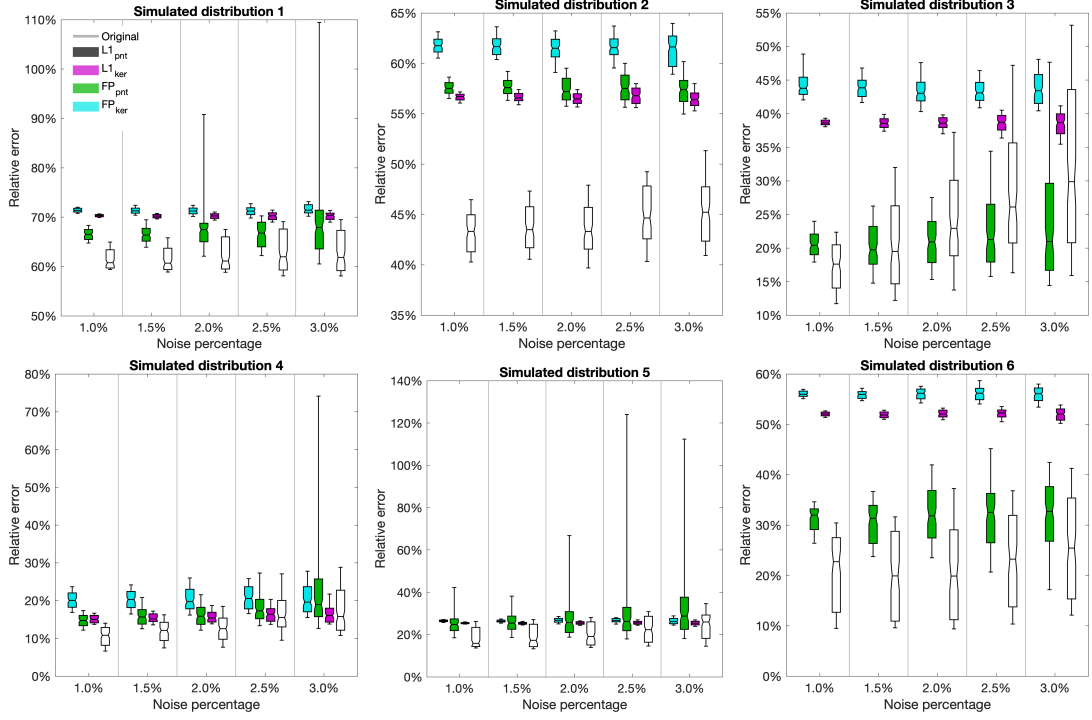 Simulated distribution 1
110%
100%
90%
80%
70%
60%
50%
Relative error
Original
L1pnt
L1ker
FPpnt
FPker
1.0% 1.5% 2.0% 2.5% 3.0%
Noise percentage
Simulated distribution 2
65%
60%
55%
50%
45%
40%
35%
Relative error
1.0% 1.5% 2.0% 2.5% 3.0%
Noise percentage
Simulated distribution 3
55%
50%
45%
40%
35%
30%
25%
20%
15%
10%
Relative error
1.0% 1.5% 2.0% 2.5% 3.0%
Noise percentage
Simulated distribution 4
80%
70%
60%
50%
40%
30%
20%
10%
0%
Relative error
1.0% 1.5% 2.0% 2.5% 3.0%
Noise percentage
Simulated distribution 5
140%
120%
100%
80%
60%
40%
20%
0%
Relative error
1.0% 1.5% 2.0% 2.5% 3.0%
Noise percentage
Simulated distribution 6
60%
50%
40%
30%
20%
10%
0%
Relative error
1.0% 1.5% 2.0% 2.5% 3.0%
Noise percentage